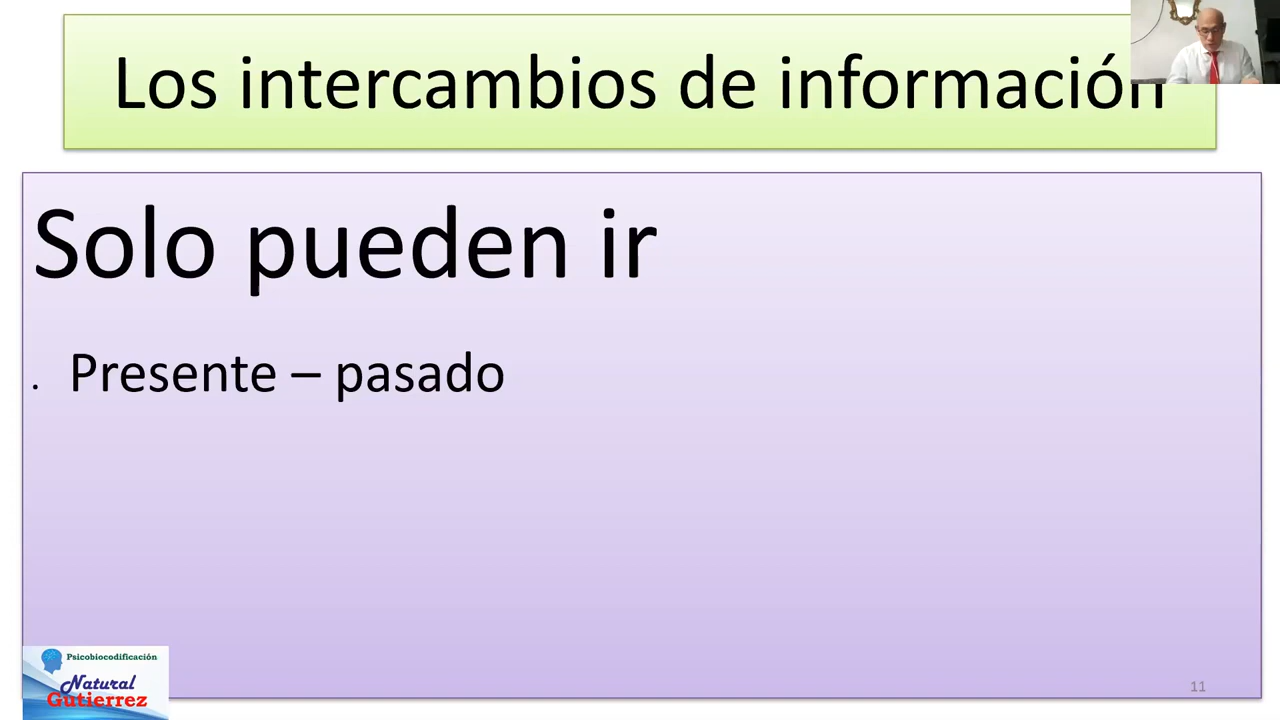 Los intercambios de información
Solo pueden ir
. Presente – pasado
Psicobiocodificación
Natural
Gutierrez
11